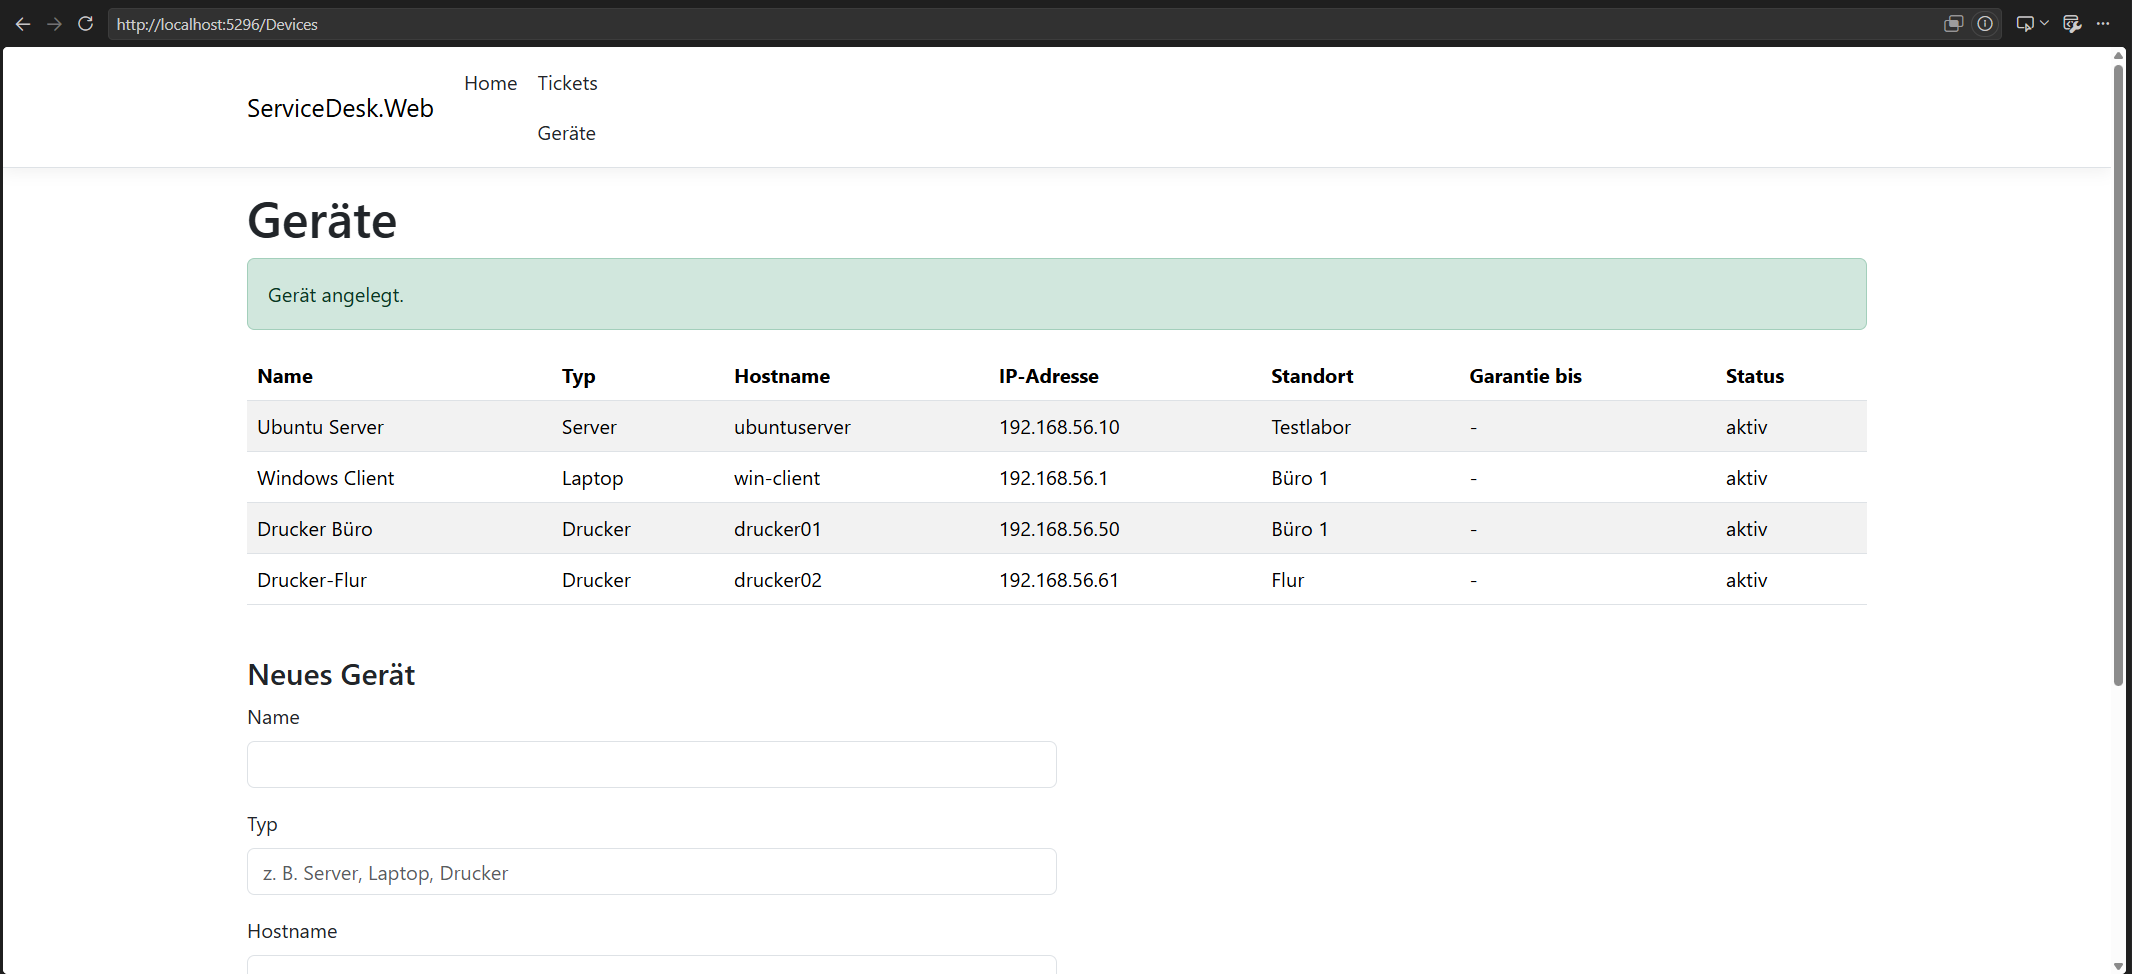 http://localhost:5296/Devices
ServiceDesk.Web
Home Tickets
Geräte
Geräte
Gerät angelegt.
Name Typ Hostname IP-Adresse Standort Garantie bis Status
Ubuntu Server Server ubuntuserver 192.168.56.10 Testlabor - aktiv
Windows Client Laptop win-client 192.168.56.1 Büro 1 - aktiv
Drucker Büro Drucker drucker01 192.168.56.50 Büro 1 - aktiv
Drucker-Flur Drucker drucker02 192.168.56.61 Flur - aktiv
Neues Gerät
Name
Typ
z. B. Server, Laptop, Drucker
Hostname